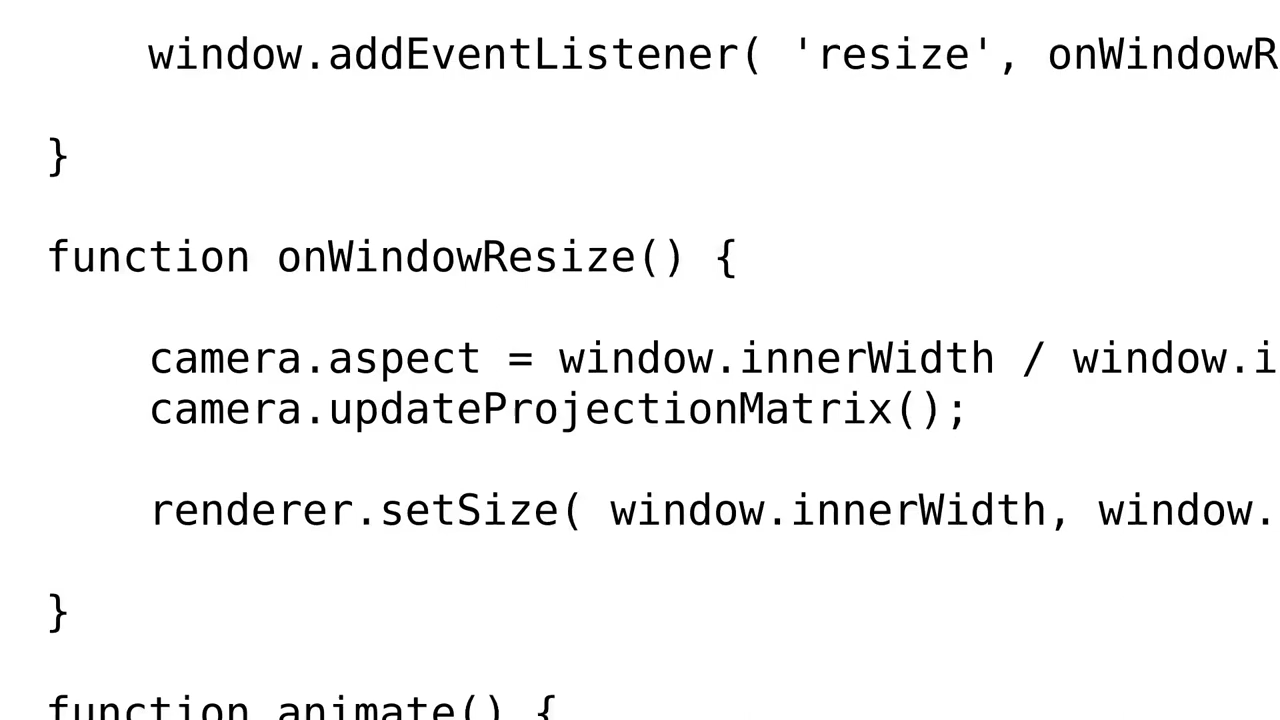 window.addEventListener( 'resize', onWindowR
}
function onWindowResize() {
camera.aspect = window.innerWidth / window.i
camera.updateProjectionMatrix();
renderer.setSize( window.innerWidth, window.
}
function animate() {